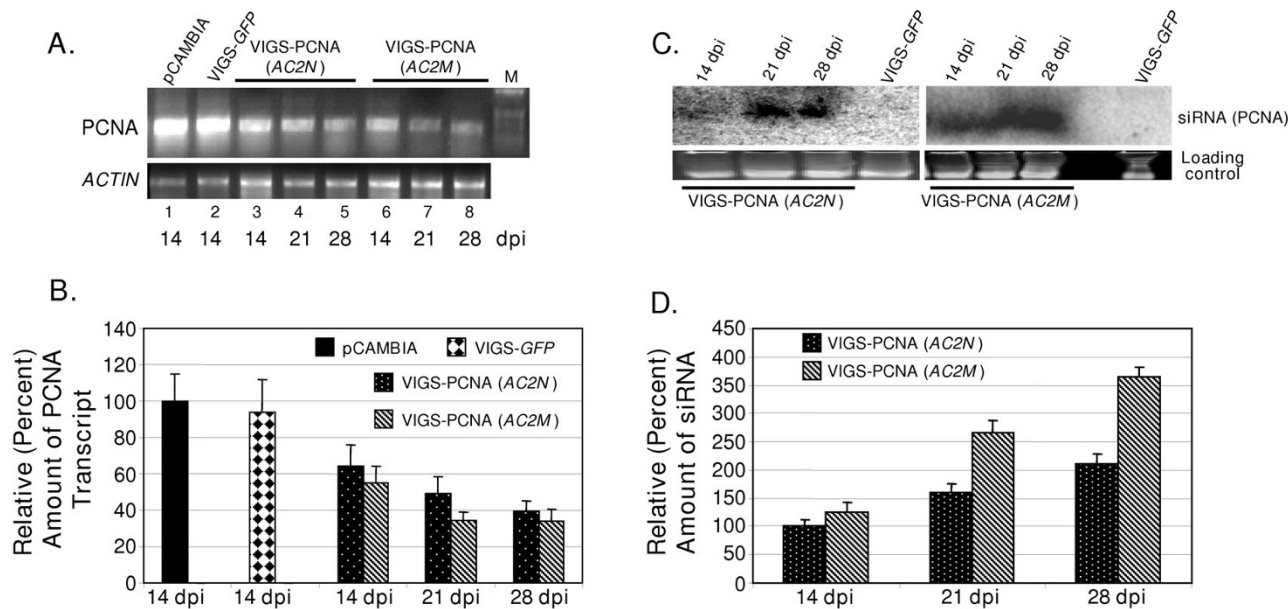 A.
pCAMBIA
VIGS-GFP
VIGS-PCNA
(AC2N)
VIGS-PCNA
(AC2M)
M
PCNA
ACTIN
1 2 3 4 5 6 7 8
14 14 14 21 28 14 21 28 dpi
C.
14 dpi
21 dpi
28 dpi
VIGS-GFP
14 dpi
21 dpi
28 dpi
VIGS-GFP
siRNA (PCNA)
Loading
control
VIGS-PCNA (AC2N)
VIGS-PCNA (AC2M)
B.
Relative (Percent)
Amount of PCNA
Transcript
140
120
100
80
60
40
20
0
pCAMBIA
VIGS-GFP
VIGS-PCNA (AC2N)
VIGS-PCNA (AC2M)
14 dpi 14 dpi 14 dpi 21 dpi 28 dpi
D.
Relative (Percent)
Amount of siRNA
450
400
350
300
250
200
150
100
50
0
VIGS-PCNA (AC2N)
VIGS-PCNA (AC2M)
14 dpi 21 dpi 28 dpi